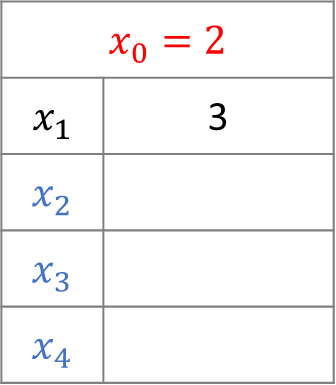 x₀ = 2
x₁ 3
x₂
x₃
x₄